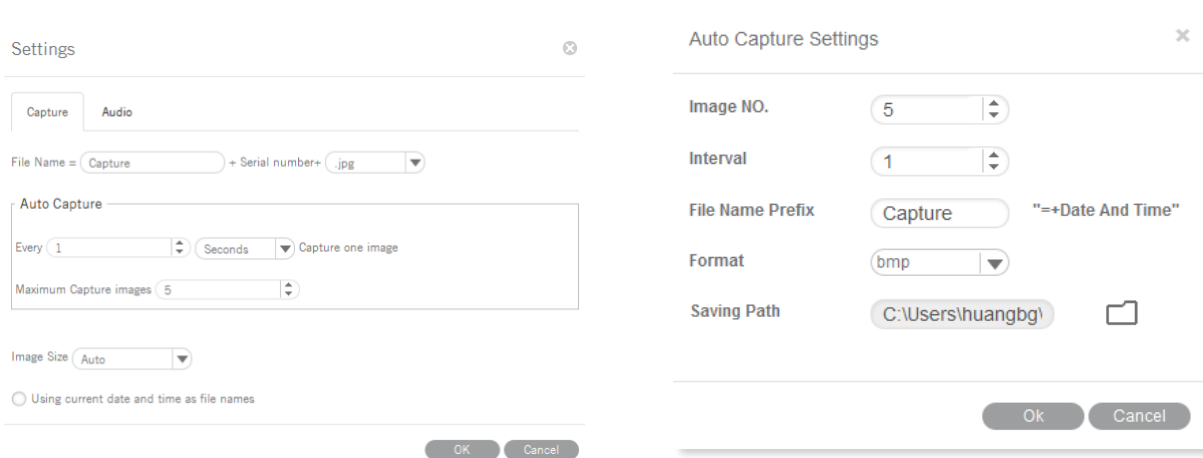 Settings
Capture Audio
File Name = Capture + Serial number+ .jpg
Auto Capture
Every 1 Seconds Capture one image
Maximum Capture images 5
Image Size Auto
Using current date and time as file names
OK Cancel
Auto Capture Settings
Image NO. 5
Interval 1
File Name Prefix Capture "=+Date And Time"
Format bmp
Saving Path C:\Users\huangbg\
Ok Cancel